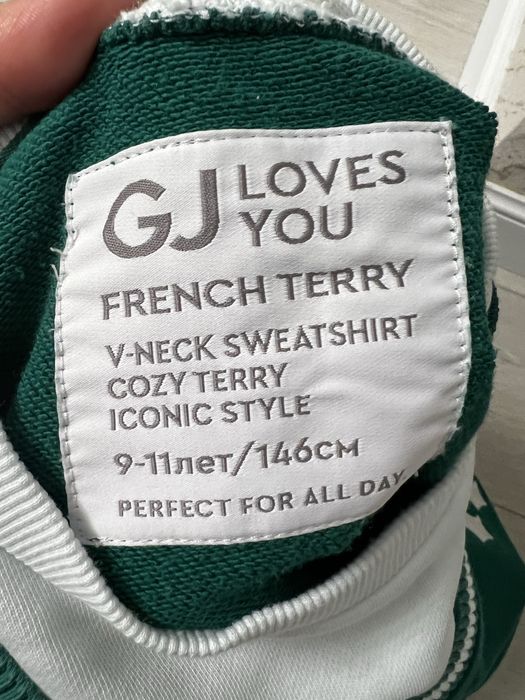 GJ LOVES
YOU
FRENCH TERRY
V-NECK SWEATSHIRT
COZY TERRY
ICONIC STYLE
9-11лет/146см
PERFECT FOR ALL DAY